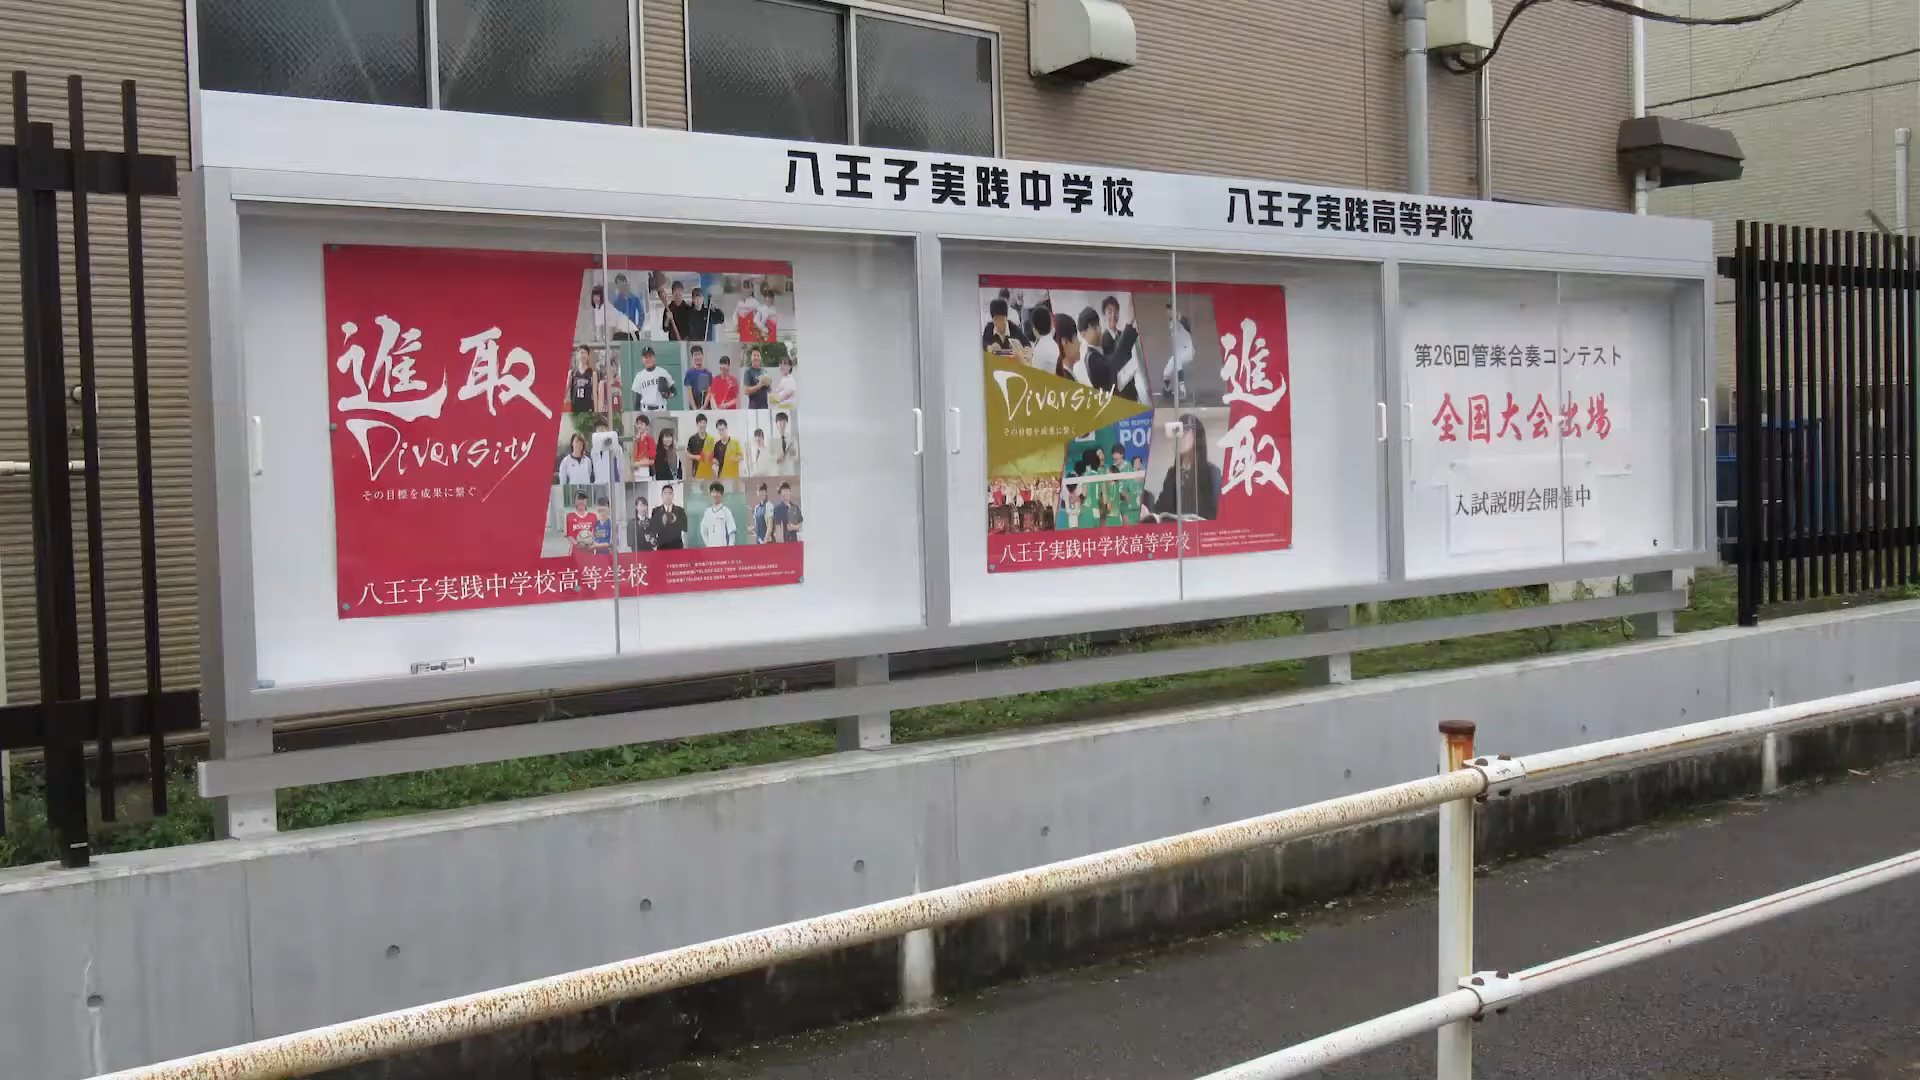 八王子実践中学校 八王子実践高等学校
進取
Diversity
その目標を成果に繋ぐ
八王子実践中学校高等学校
進取
Diversity
その目標を成果に繋ぐ
八王子実践中学校高等学校
第26回管楽合奏コンテスト
全国大会出場
入試説明会開催中